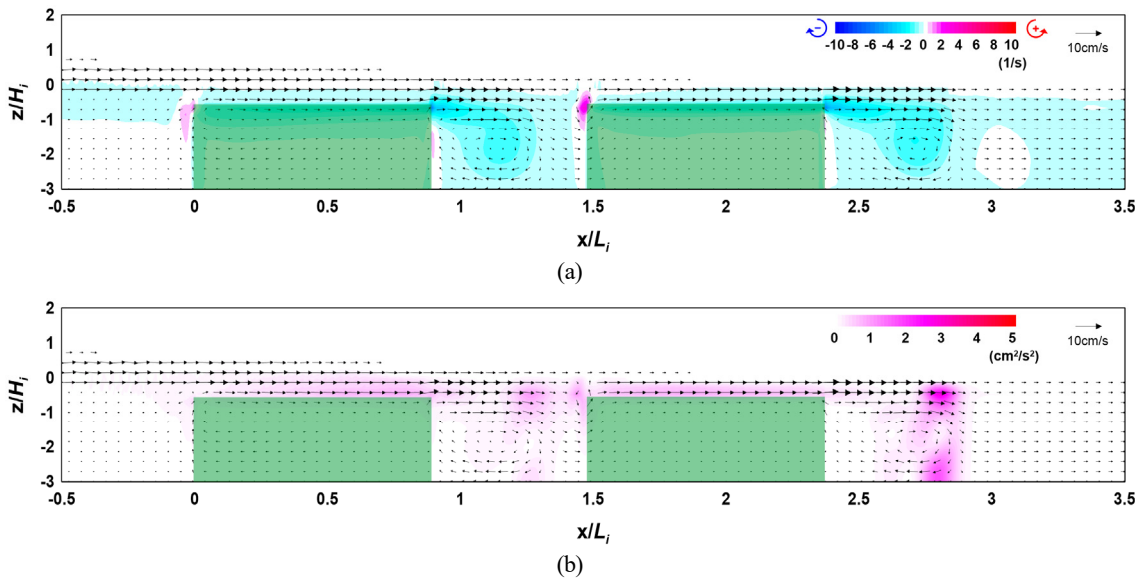 2
1
0
-1
-2
-3
z/Hi
-0.5 0 0.5 1 1.5 2 2.5 3 3.5
x/Li
- +
-10 -8 -6 -4 -2 0 2 4 6 8 10
(1/s)
10cm/s
(a)
2
1
0
-1
-2
-3
z/Hi
-0.5 0 0.5 1 1.5 2 2.5 3 3.5
x/Li
0 1 2 3 4 5
(cm²/s²)
10cm/s
(b)